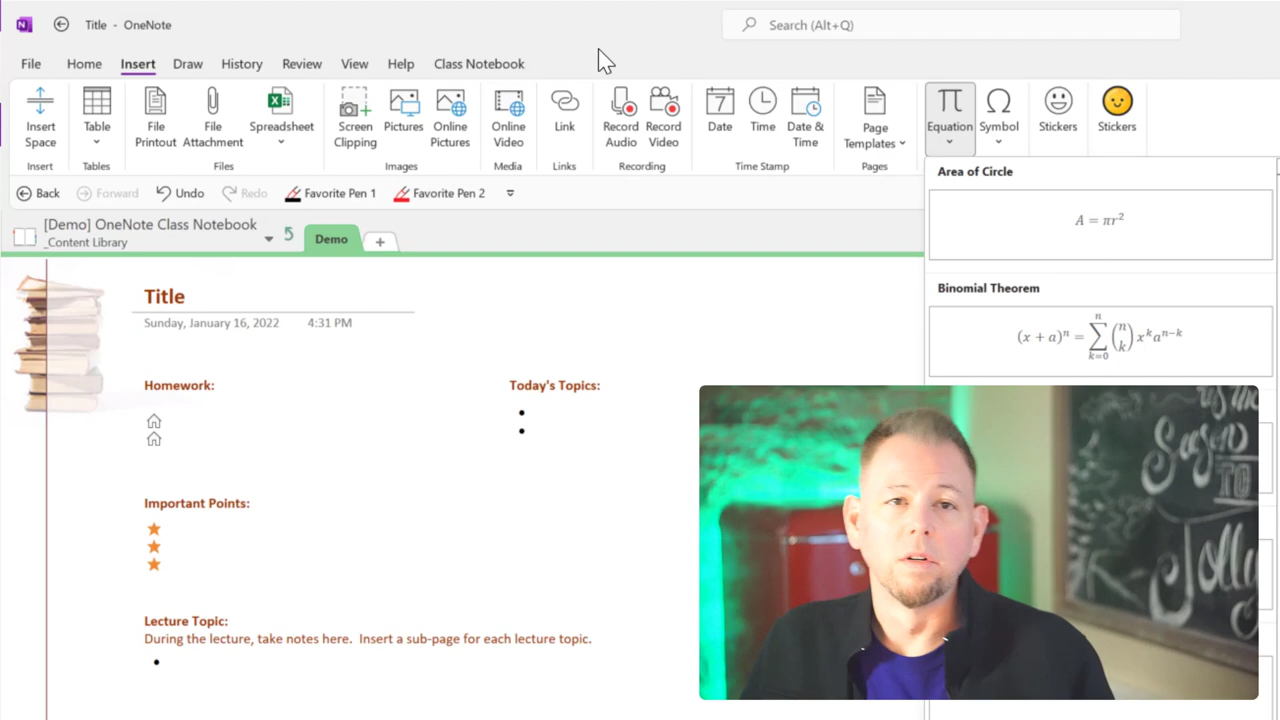 Title - OneNote
Search (Alt+Q)
File Home Insert Draw History Review View Help Class Notebook
Insert Space
Table
File Printout
File Attachment
Spreadsheet
Screen Clipping
Pictures
Online Pictures
Online Video
Link
Record Audio
Record Video
Date
Time
Date & Time
Page Templates
Equation
Symbol
Stickers
Stickers
Insert Tables Files Images Media Links Recording Time Stamp Pages
Back Forward Undo Redo Favorite Pen 1 Favorite Pen 2
[Demo] OneNote Class Notebook
_Content Library
Demo
Title
Sunday, January 16, 2022 4:31 PM
Homework:
Today's Topics:
Important Points:
Lecture Topic:
During the lecture, take notes here. Insert a sub-page for each lecture topic.
Area of Circle
A = πr²
Binomial Theorem
(x + a)ⁿ = ∑ₖ₌₀ⁿ (n k) xᵏaⁿ⁻ᵏ
Season
TO
Jolly